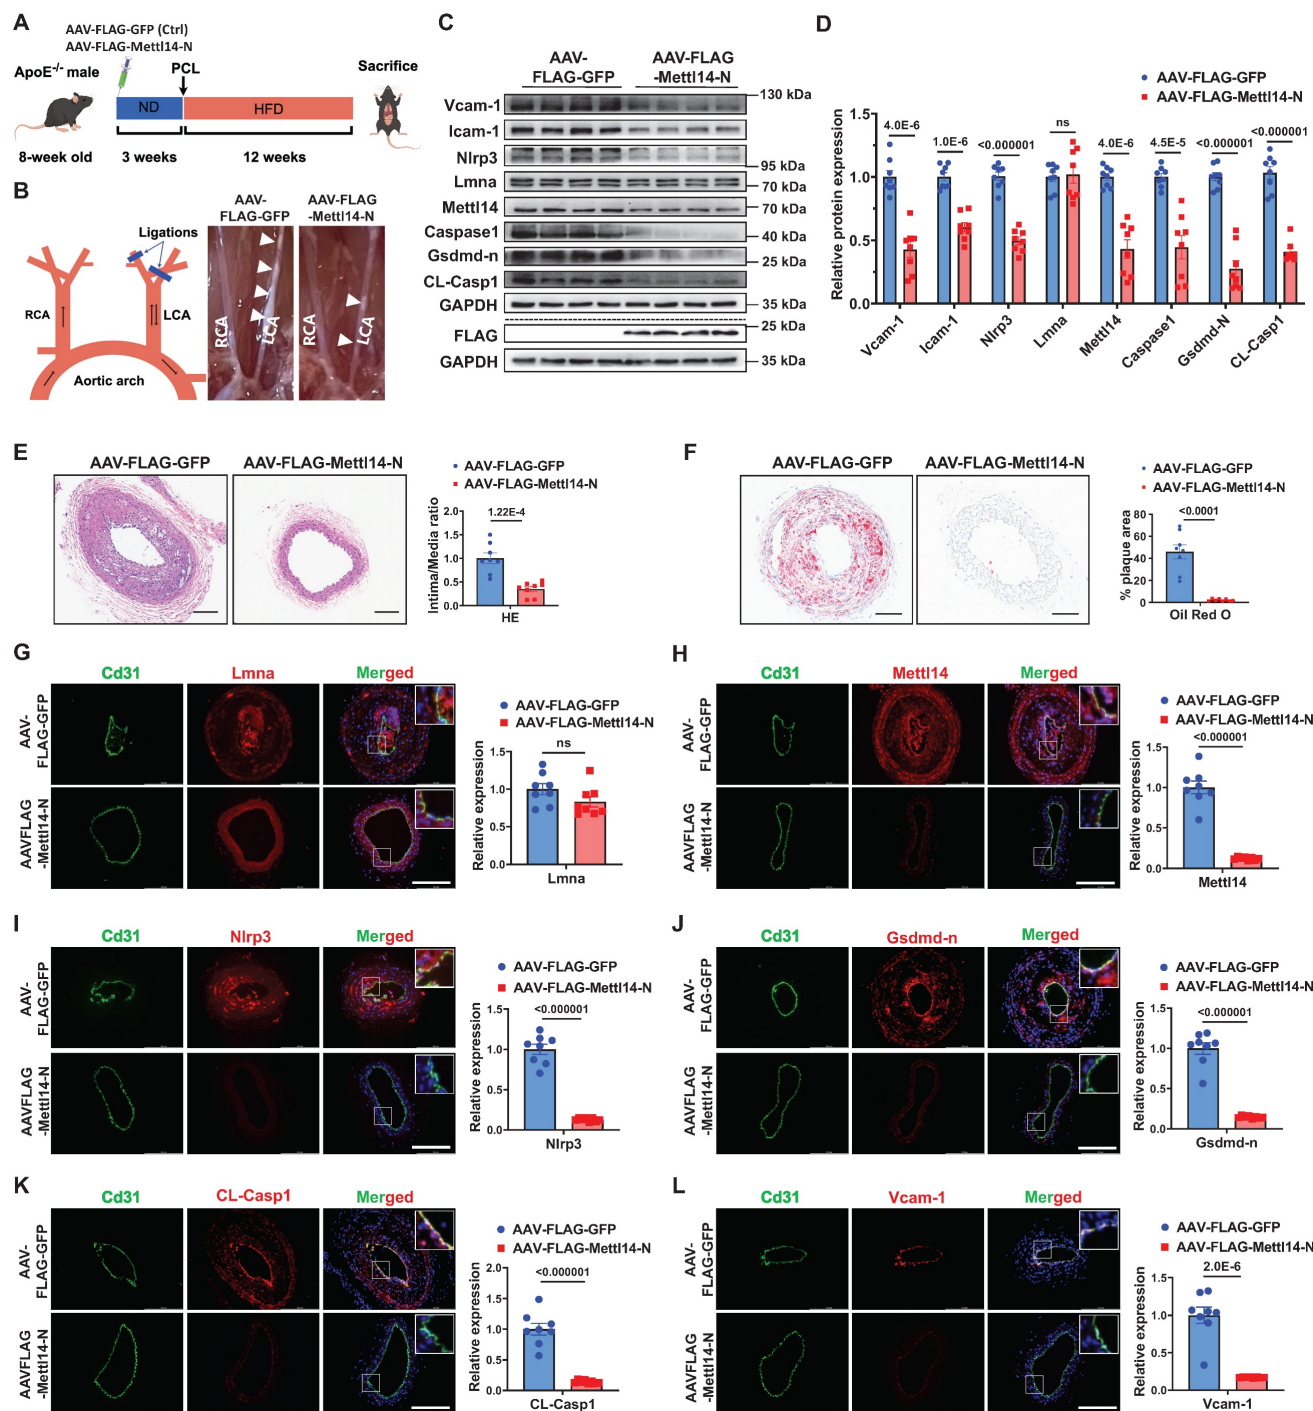 A
AAV-FLAG-GFP (Ctrl)
AAV-FLAG-Mettl14-N
ApoE-/- male
PCL
Sacrifice
ND
HFD
8-week old
3 weeks
12 weeks
B
AAV-
FLAG-GFP
AAV-FLAG
-Mettl14-N
Ligations
RCA
LCA
Aortic arch
RCA
LCA
RCA
LCA
C
AAV-
FLAG-GFP
AAV-FLAG
-Mettl14-N
Vcam-1
130 kDa
Icam-1
Nlrp3
95 kDa
Lmna
70 kDa
Mettl14
70 kDa
Caspase1
40 kDa
Gsdmd-n
25 kDa
CL-Casp1
GAPDH
35 kDa
FLAG
25 kDa
GAPDH
35 kDa
D
AAV-FLAG-GFP
AAV-FLAG-Mettl14-N
Relative protein expression
1.5
1.0
0.5
0.0
4.0E-6
1.0E-6
<0.000001
ns
4.0E-6
4.5E-5
<0.000001
<0.000001
Vcam-1
Icam-1
Nlrp3
Lmna
Mettl14
Caspase1
Gsdmd-N
CL-Casp1
E
AAV-FLAG-GFP
AAV-FLAG-Mettl14-N
AAV-FLAG-GFP
AAV-FLAG-Mettl14-N
Intima/Media ratio
2.0
1.5
1.0
0.5
0.0
1.22E-4
HE
F
AAV-FLAG-GFP
AAV-FLAG-Mettl14-N
AAV-FLAG-GFP
AAV-FLAG-Mettl14-N
% plaque area
80
60
40
20
0
<0.0001
Oil Red O
G
Cd31
Lmna
Merged
AAV-
FLAG-GFP
AAVFLAG
-Mettl14-N
AAV-FLAG-GFP
AAV-FLAG-Mettl14-N
Relative expression
1.5
1.0
0.5
0.0
ns
Lmna
H
Cd31
Mettl14
Merged
AAV-
FLAG-GFP
AAVFLAG
-Mettl14-N
AAV-FLAG-GFP
AAV-FLAG-Mettl14-N
Relative expression
1.5
1.0
0.5
0.0
<0.000001
Mettl14
I
Cd31
Nlrp3
Merged
AAV-
FLAG-GFP
AAVFLAG
-Mettl14-N
AAV-FLAG-GFP
AAV-FLAG-Mettl14-N
Relative expression
1.5
1.0
0.5
0.0
<0.000001
Nlrp3
J
Cd31
Gsdmd-n
Merged
AAV-
FLAG-GFP
AAVFLAG
-Mettl14-N
AAV-FLAG-GFP
AAV-FLAG-Mettl14-N
Relative expression
1.5
1.0
0.5
0.0
<0.000001
Gsdmd-n
K
Cd31
CL-Casp1
Merged
AAV-
FLAG-GFP
AAVFLAG
-Mettl14-N
AAV-FLAG-GFP
AAV-FLAG-Mettl14-N
Relative expression
2.0
1.5
1.0
0.5
0.0
<0.000001
CL-Casp1
L
Cd31
Vcam-1
Merged
AAV-
FLAG-GFP
AAVFLAG
-Mettl14-N
AAV-FLAG-GFP
AAV-FLAG-Mettl14-N
Relative expression
1.5
1.0
0.5
0.0
2.0E-6
Vcam-1